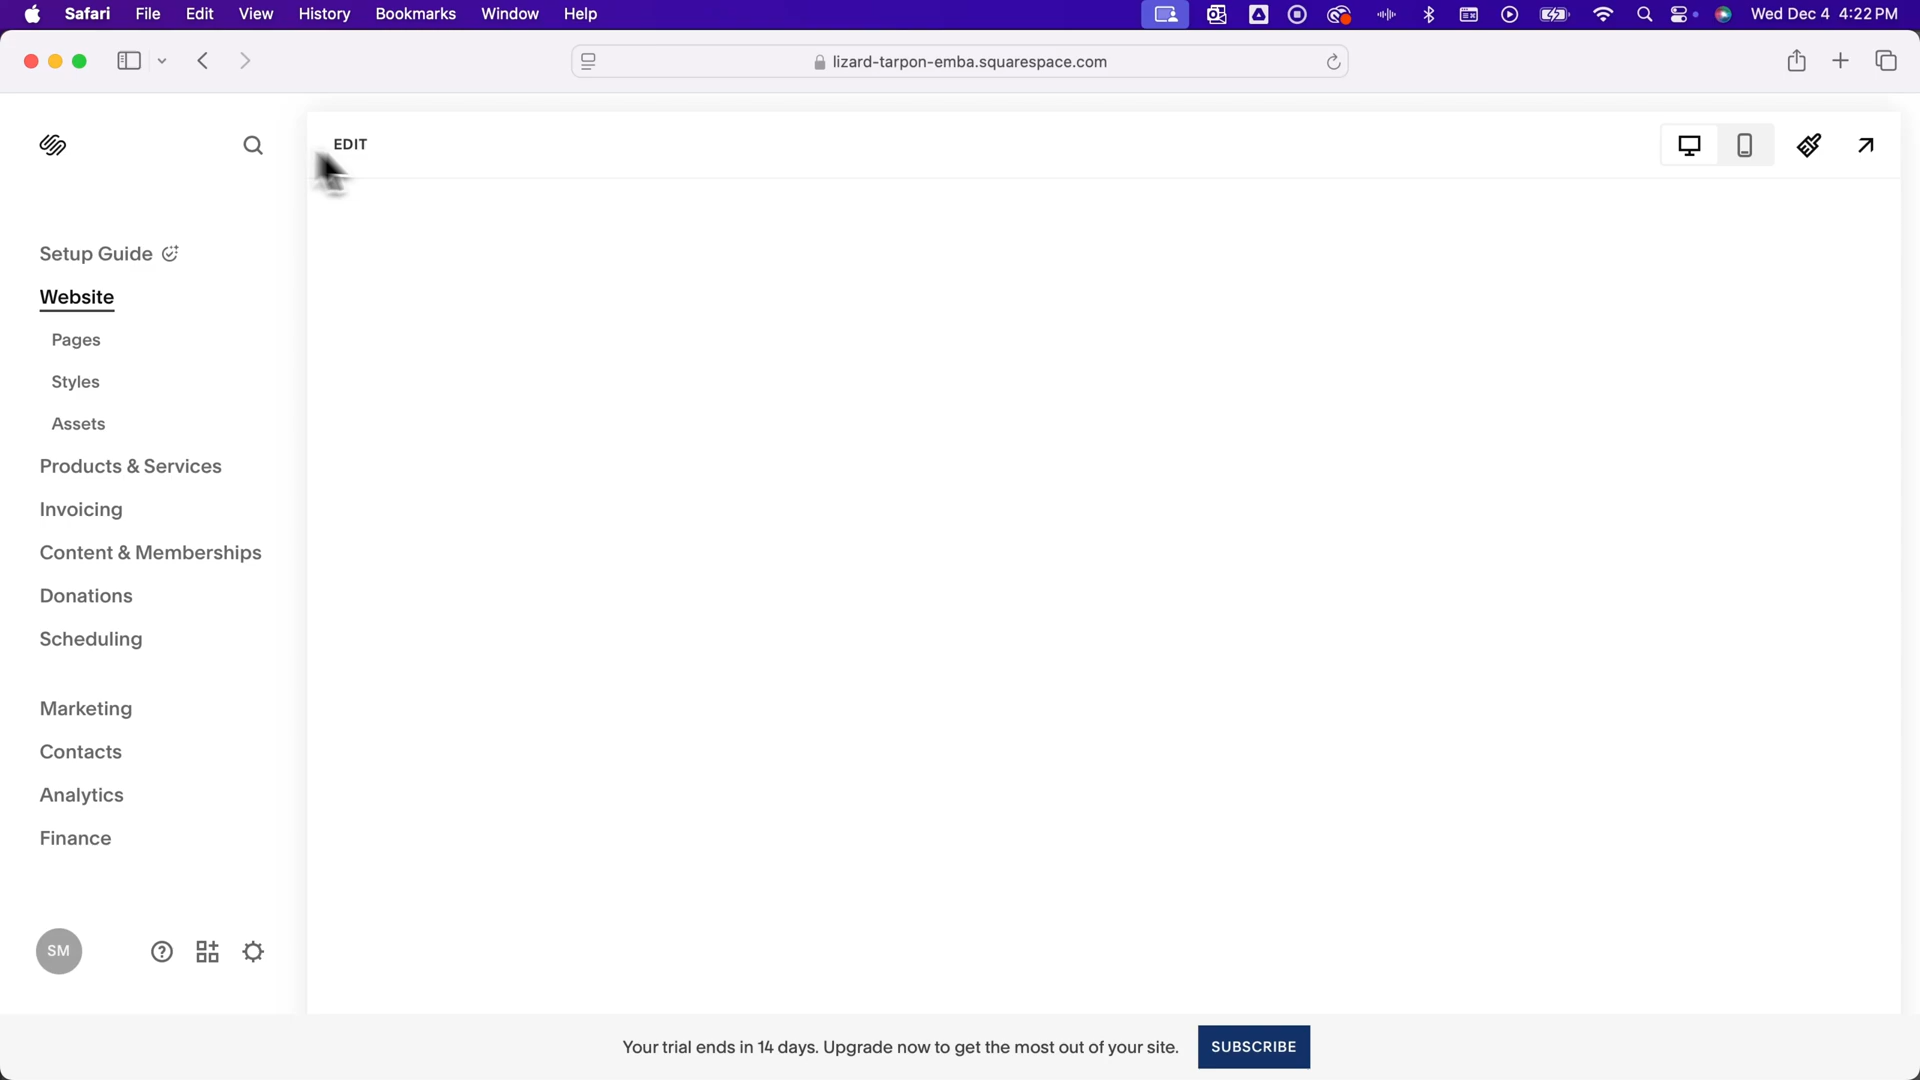 Safari File Edit View History Bookmarks Window Help Wed Dec 4 4:22 PM
lizard-tarpon-emba.squarespace.com
EDIT
Setup Guide
Website
Pages
Styles
Assets
Products & Services
Invoicing
Content & Memberships
Donations
Scheduling
Marketing
Contacts
Analytics
Finance
SM
Your trial ends in 14 days. Upgrade now to get the most out of your site. SUBSCRIBE